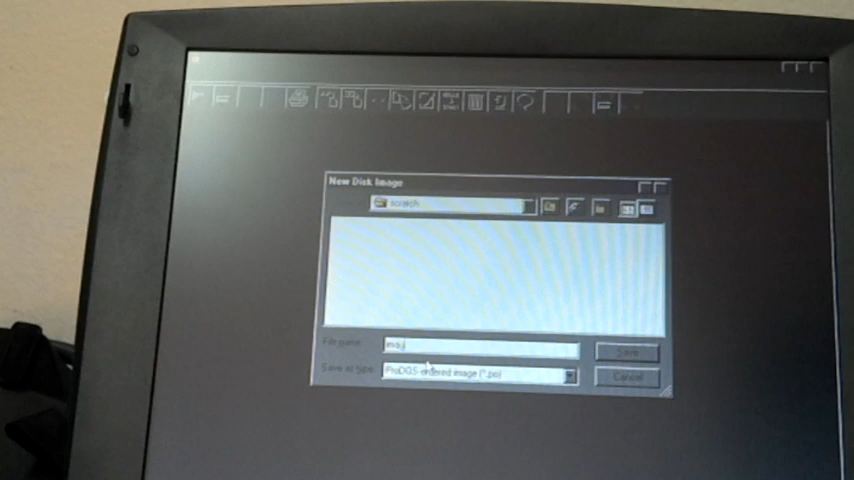 New Disk Image
scratch
File name:
Save
Save as type:
ProDOS ordered image (*.po)
Cancel